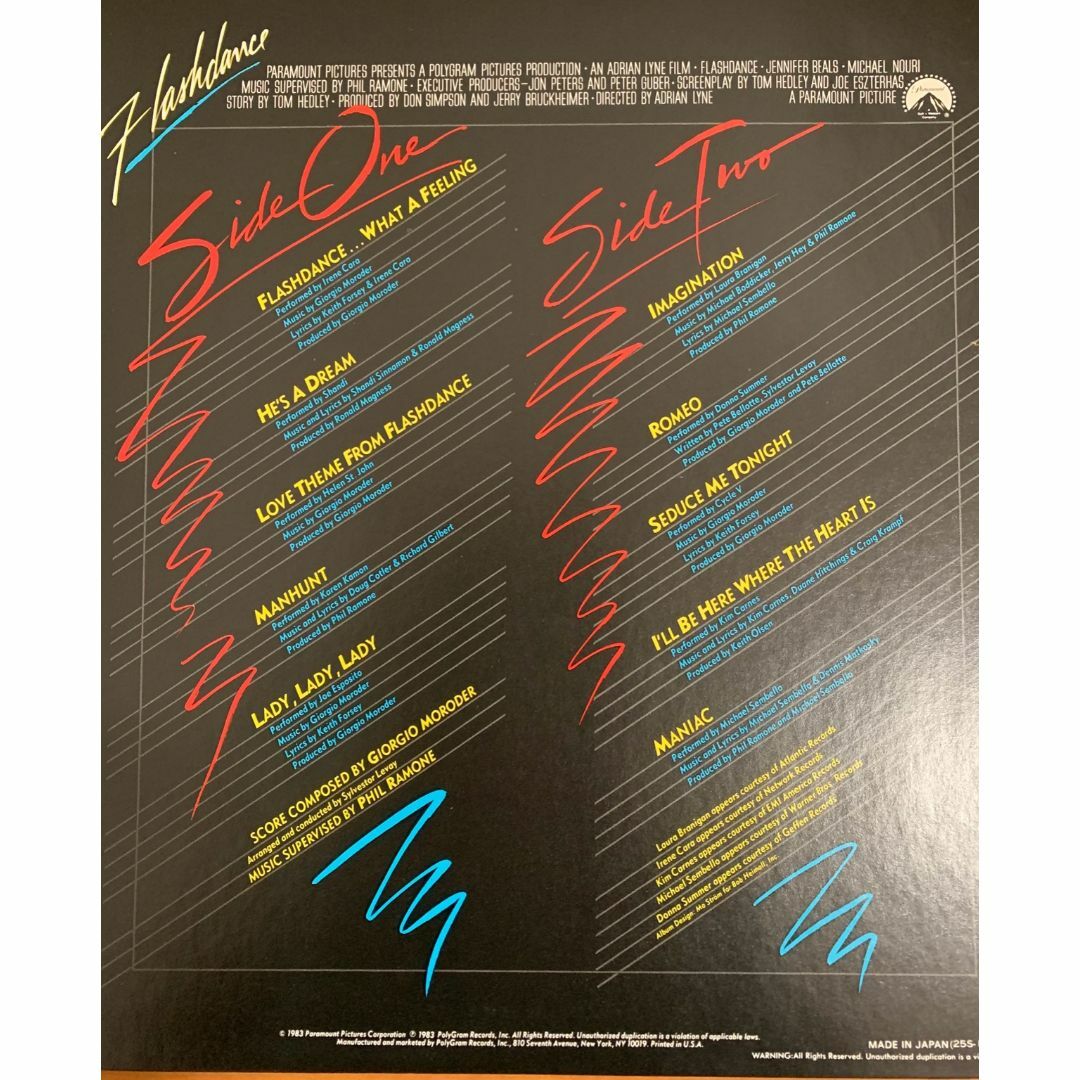 Flashdance
PARAMOUNT PICTURES PRESENTS A POLYGRAM PICTURES PRODUCTION · AN ADRIAN LYNE FILM · FLASHDANCE · JENNIFER BEALS · MICHAEL NOURI
MUSIC SUPERVISED BY PHIL RAMONE · EXECUTIVE PRODUCERS—JON PETERS AND PETER GUBER · SCREENPLAY BY TOM HEDLEY AND JOE ESZTERHAS
STORY BY TOM HEDLEY · PRODUCED BY DON SIMPSON AND JERRY BRUCKHEIMER · DIRECTED BY ADRIAN LYNE A PARAMOUNT PICTURE
Paramount
Side One
FLASHDANCE...WHAT A FEELING
Performed by Irene Cara
Music by Giorgio Moroder
Lyrics by Keith Forsey & Irene Cara
Produced by Giorgio Moroder
HE'S A DREAM
Performed by Shandi
Music and Lyrics by Shandi Sinnamon & Ronald Magness
Produced by Ronald Magness
LOVE THEME FROM FLASHDANCE
Performed by Helen St. John
Music by Giorgio Moroder
Produced by Giorgio Moroder
MANHUNT
Performed by Karen Kamon
Music and Lyrics by Doug Cotler & Richard Gilbert
Produced by Phil Ramone
LADY, LADY, LADY
Performed by Joe Esposito
Music by Giorgio Moroder
Lyrics by Keith Forsey
Produced by Giorgio Moroder
SCORE COMPOSED BY GIORGIO MORODER
Arranged and conducted by Sylvester Levay
MUSIC SUPERVISED BY PHIL RAMONE
Side Two
IMAGINATION
Performed by Laura Branigan
Music by Michael Boddicker, Jerry Hey & Phil Ramone
Lyrics by Michael Sembello
Produced by Phil Ramone
ROMEO
Performed by Donna Summer
Written by Pete Bellotte, Sylvester Levay
Produced by Giorgio Moroder and Pete Bellotte
SEDUCE ME TONIGHT
Performed by Cycle V
Music by Giorgio Moroder
Lyrics by Keith Forsey
Produced by Giorgio Moroder
I'LL BE HERE WHERE THE HEART IS
Performed by Kim Carnes
Music and Lyrics by Kim Carnes, Duane Hitchings & Craig Krampf
Produced by Keith Olsen
MANIAC
Performed by Michael Sembello
Music and Lyrics by Michael Sembello & Dennis Matkosky
Produced by Phil Ramone and Michael Sembello
Laura Branigan appears courtesy of Atlantic Records
Irene Cara appears courtesy of Network Records
Kim Carnes appears courtesy of EMI America Records
Michael Sembello appears courtesy of Warner Bros. Records
Donna Summer appears courtesy of Geffen Records
Album Design: Mo Ström for Bob Heimall, Inc.
© 1983 Paramount Pictures Corporation ℗ 1983 PolyGram Records, Inc. All Rights Reserved. Unauthorized duplication is a violation of applicable laws.
Manufactured and marketed by PolyGram Records, Inc., 810 Seventh Avenue, New York, NY 10019. Printed in U.S.A.
MADE IN JAPAN (25S-
WARNING: All Rights Reserved. Unauthorized duplication is a